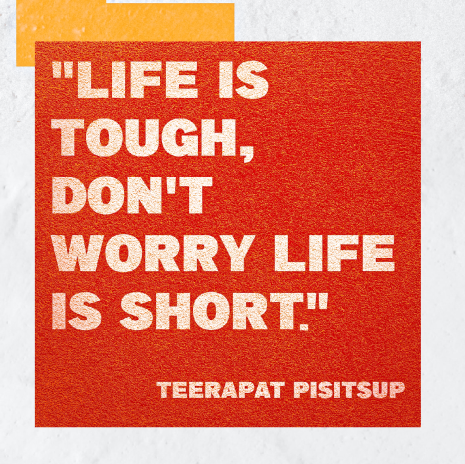 "LIFE IS
TOUGH,
DON'T
WORRY LIFE
IS SHORT."
TEERAPAT PISITSUP